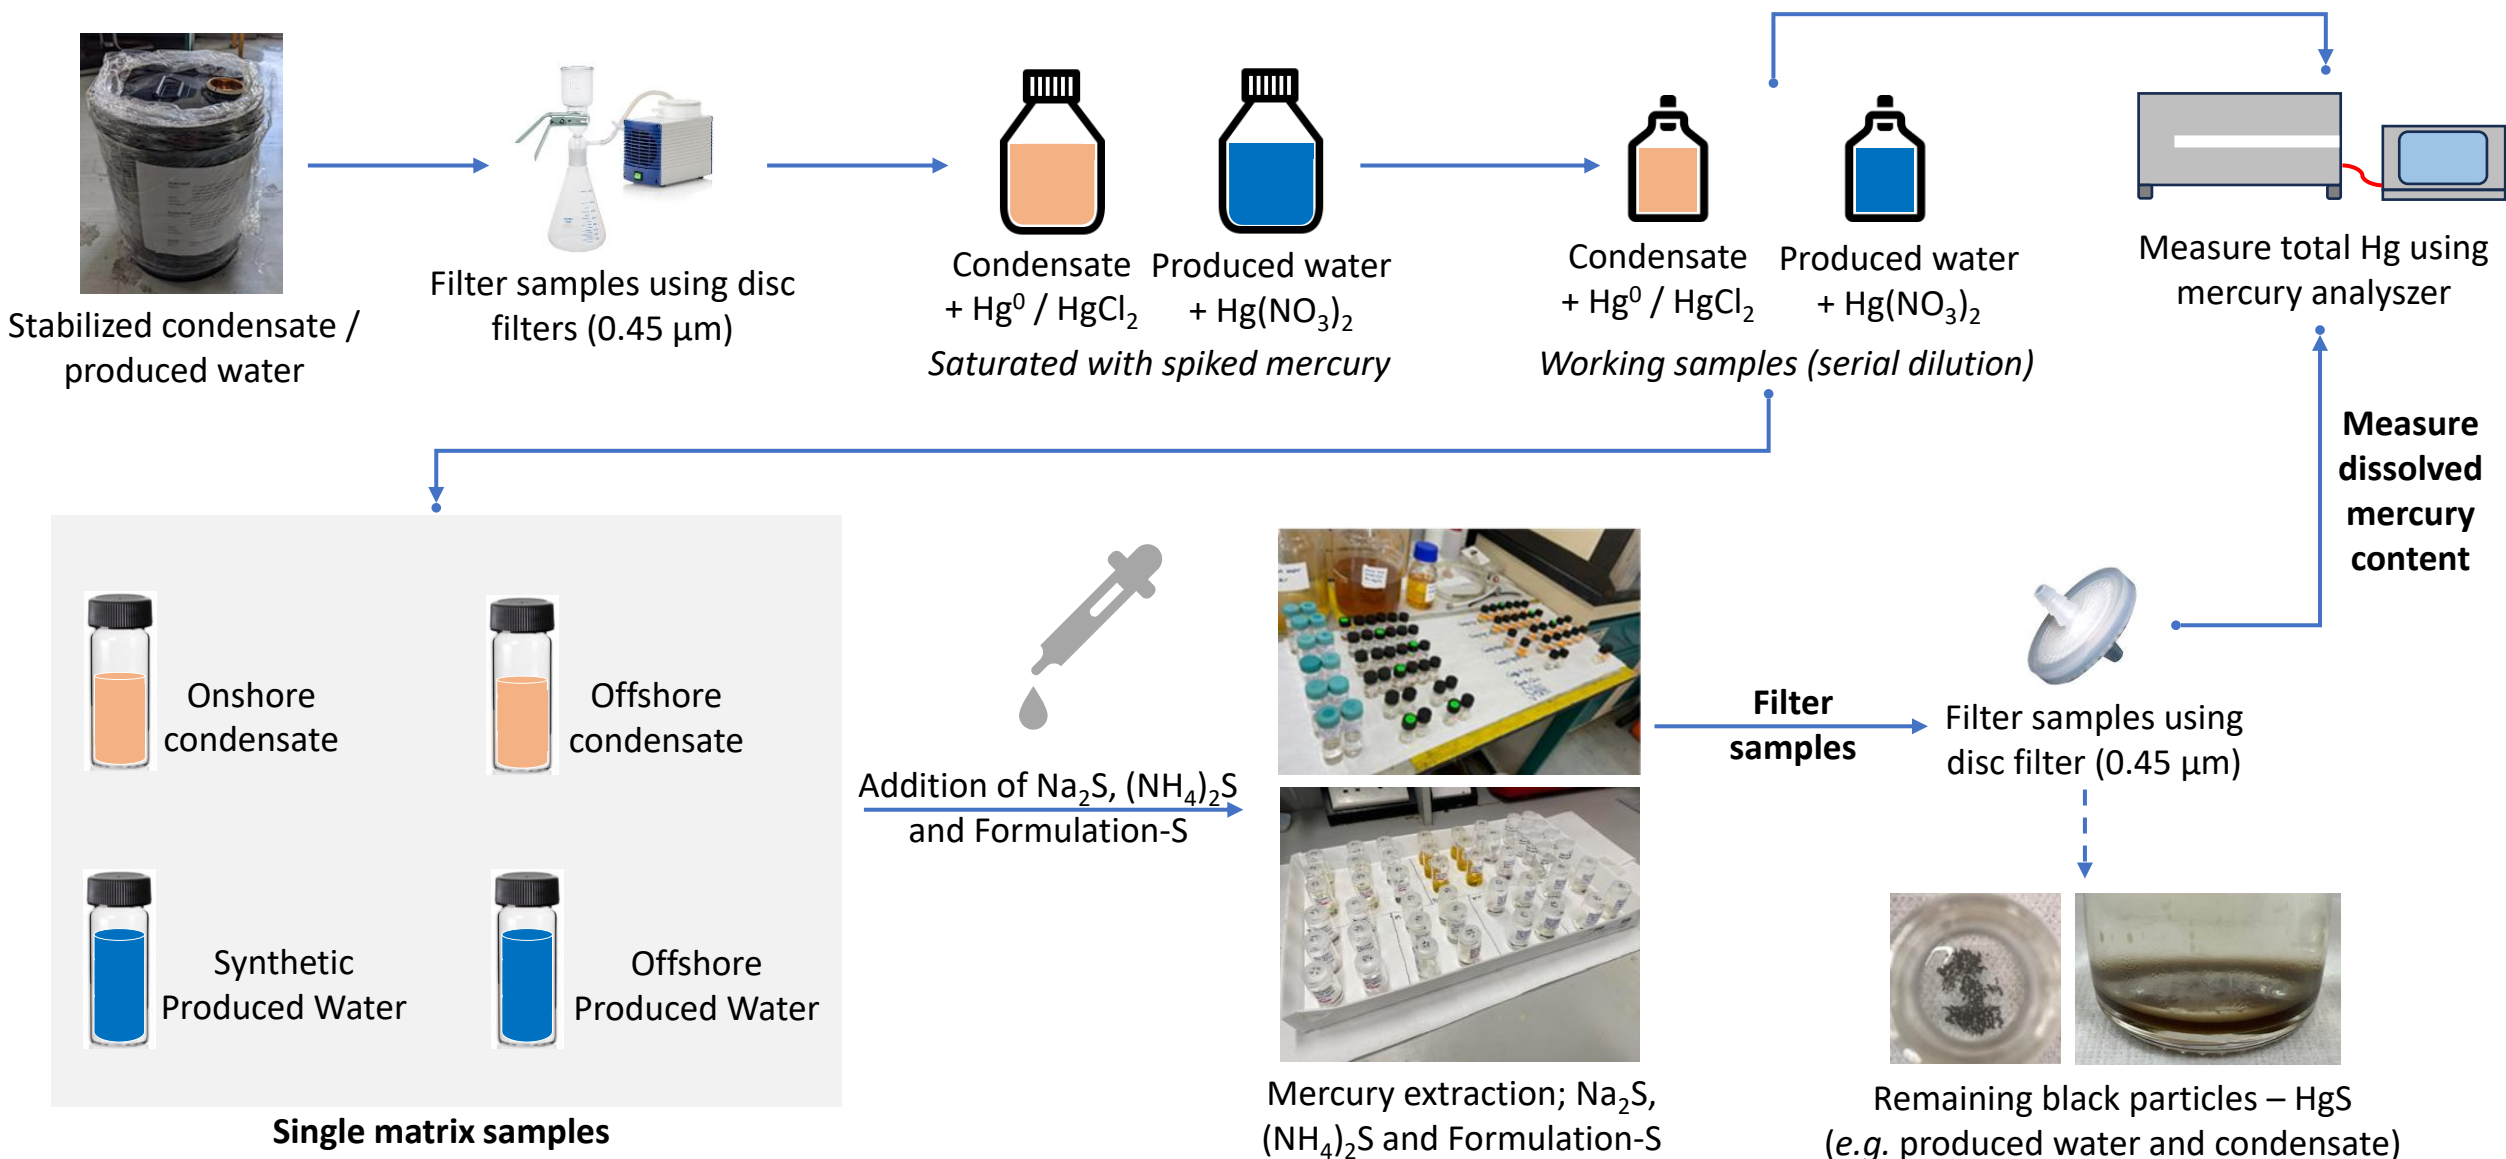 Stabilized condensate /
produced water
Filter samples using disc
filters (0.45 µm)
Condensate
+ Hg⁰ / HgCl₂
Produced water
+ Hg(NO₃)₂
Saturated with spiked mercury
Condensate
+ Hg⁰ / HgCl₂
Produced water
+ Hg(NO₃)₂
Working samples (serial dilution)
Measure total Hg using
mercury analyszer
Measure
dissolved
mercury
content
Onshore
condensate
Offshore
condensate
Synthetic
Produced Water
Offshore
Produced Water
Single matrix samples
Addition of Na₂S, (NH₄)₂S
and Formulation-S
Mercury extraction; Na₂S,
(NH₄)₂S and Formulation-S
Filter
samples
Filter samples using
disc filter (0.45 µm)
Remaining black particles – HgS
(e.g. produced water and condensate)